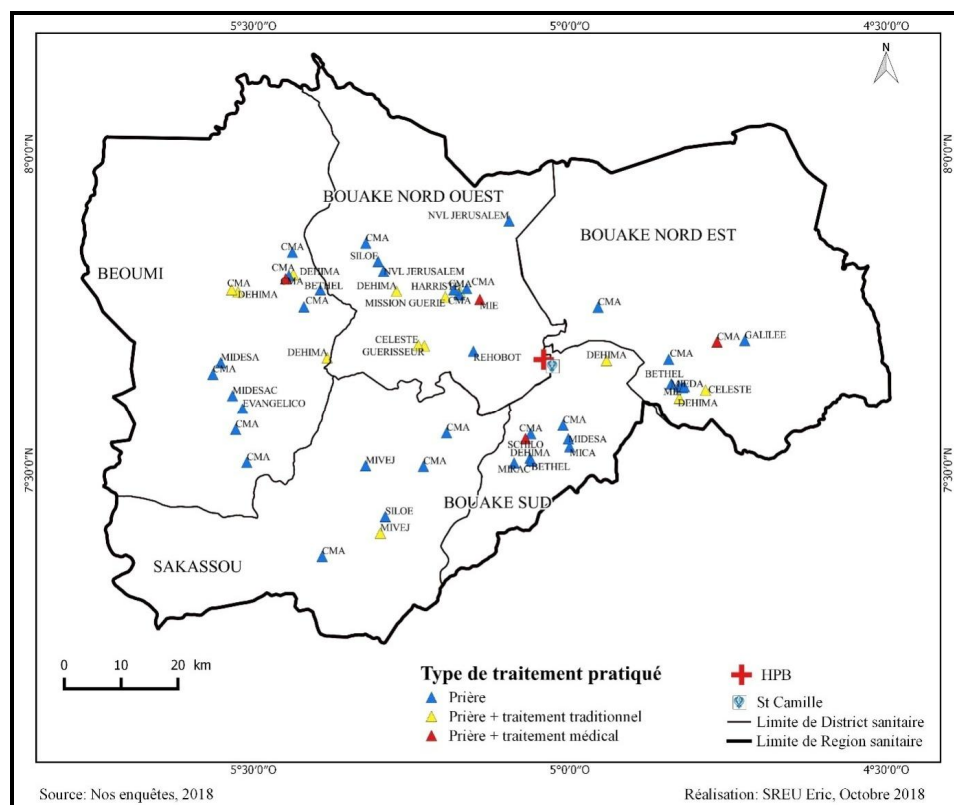 5°30'0"O 5°0'0"O 4°30'0"O
N
8°0'0"N 8°0'0"N
BOUAKE NORD OUEST
NVL JERUSALEM
BOUAKE NORD EST
CMA
CMA
SILOE
BEOUMI
CMA DEHIMA NVL JERUSALEM
CMA BETHEL DEHIMA HARRISTE CMA CMA
CMA
DEHIMA MISSION GUERIE CMA MIE
CMA
CMA
CELESTE
GUERISSEUR
CMA GALILEE
DEHIMA REHOBOT DEHIMA CMA
MIDESA
CMA
BETHEL
MIE CELESTE
DEHIMA
MIDESAC
EVANGELICO
CMA
CMA
CMA CMA
SCHILO MIDESA
DEHIMA MICA
CMA MIVEJ CMA
BETHEL
7°30'0"N 7°30'0"N
BOUAKE SUD
SILOE
MIVEJ
CMA
SAKASSOU
0 10 20 km
Type de traitement pratiqué
Prière
Prière + traitement traditionnel
Prière + traitement médical
HPB
St Camille
Limite de District sanitaire
Limite de Region sanitaire
5°30'0"O 5°0'0"O 4°30'0"O
Source: Nos enquêtes, 2018 Réalisation: SREU Eric, Octobre 2018